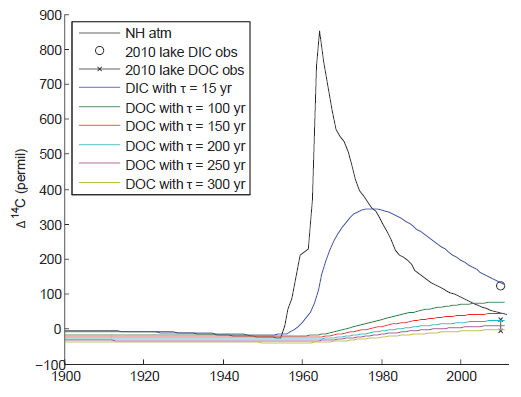 900
800
700
600
500
400
300
200
100
0
−100
Δ ¹⁴C (permil)
NH atm
2010 lake DIC obs
2010 lake DOC obs
DIC with τ = 15 yr
DOC with τ = 100 yr
DOC with τ = 150 yr
DOC with τ = 200 yr
DOC with τ = 250 yr
DOC with τ = 300 yr
1900 1920 1940 1960 1980 2000